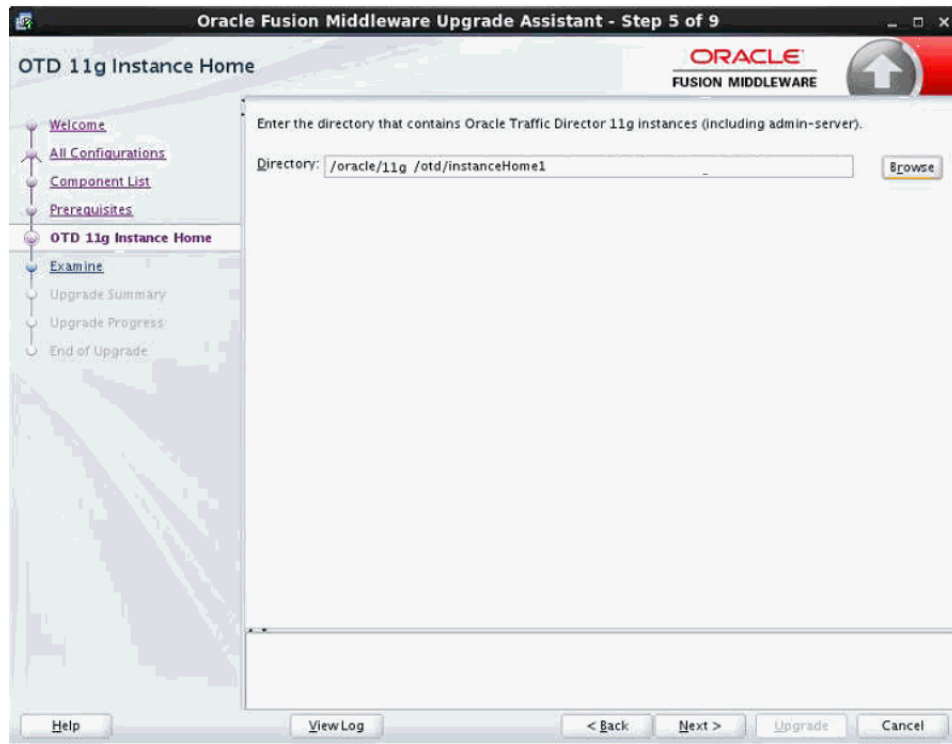 Oracle Fusion Middleware Upgrade Assistant - Step 5 of 9
OTD 11g Instance Home
ORACLE
FUSION MIDDLEWARE
Welcome
All Configurations
Component List
Prerequisites
OTD 11g Instance Home
Examine
Upgrade Summary
Upgrade Progress
End of Upgrade
Enter the directory that contains Oracle Traffic Director 11g instances (including admin-server).
Directory: /oracle/11g /otd/instanceHome1 _ Browse
Help View Log < Back Next > Upgrade Cancel